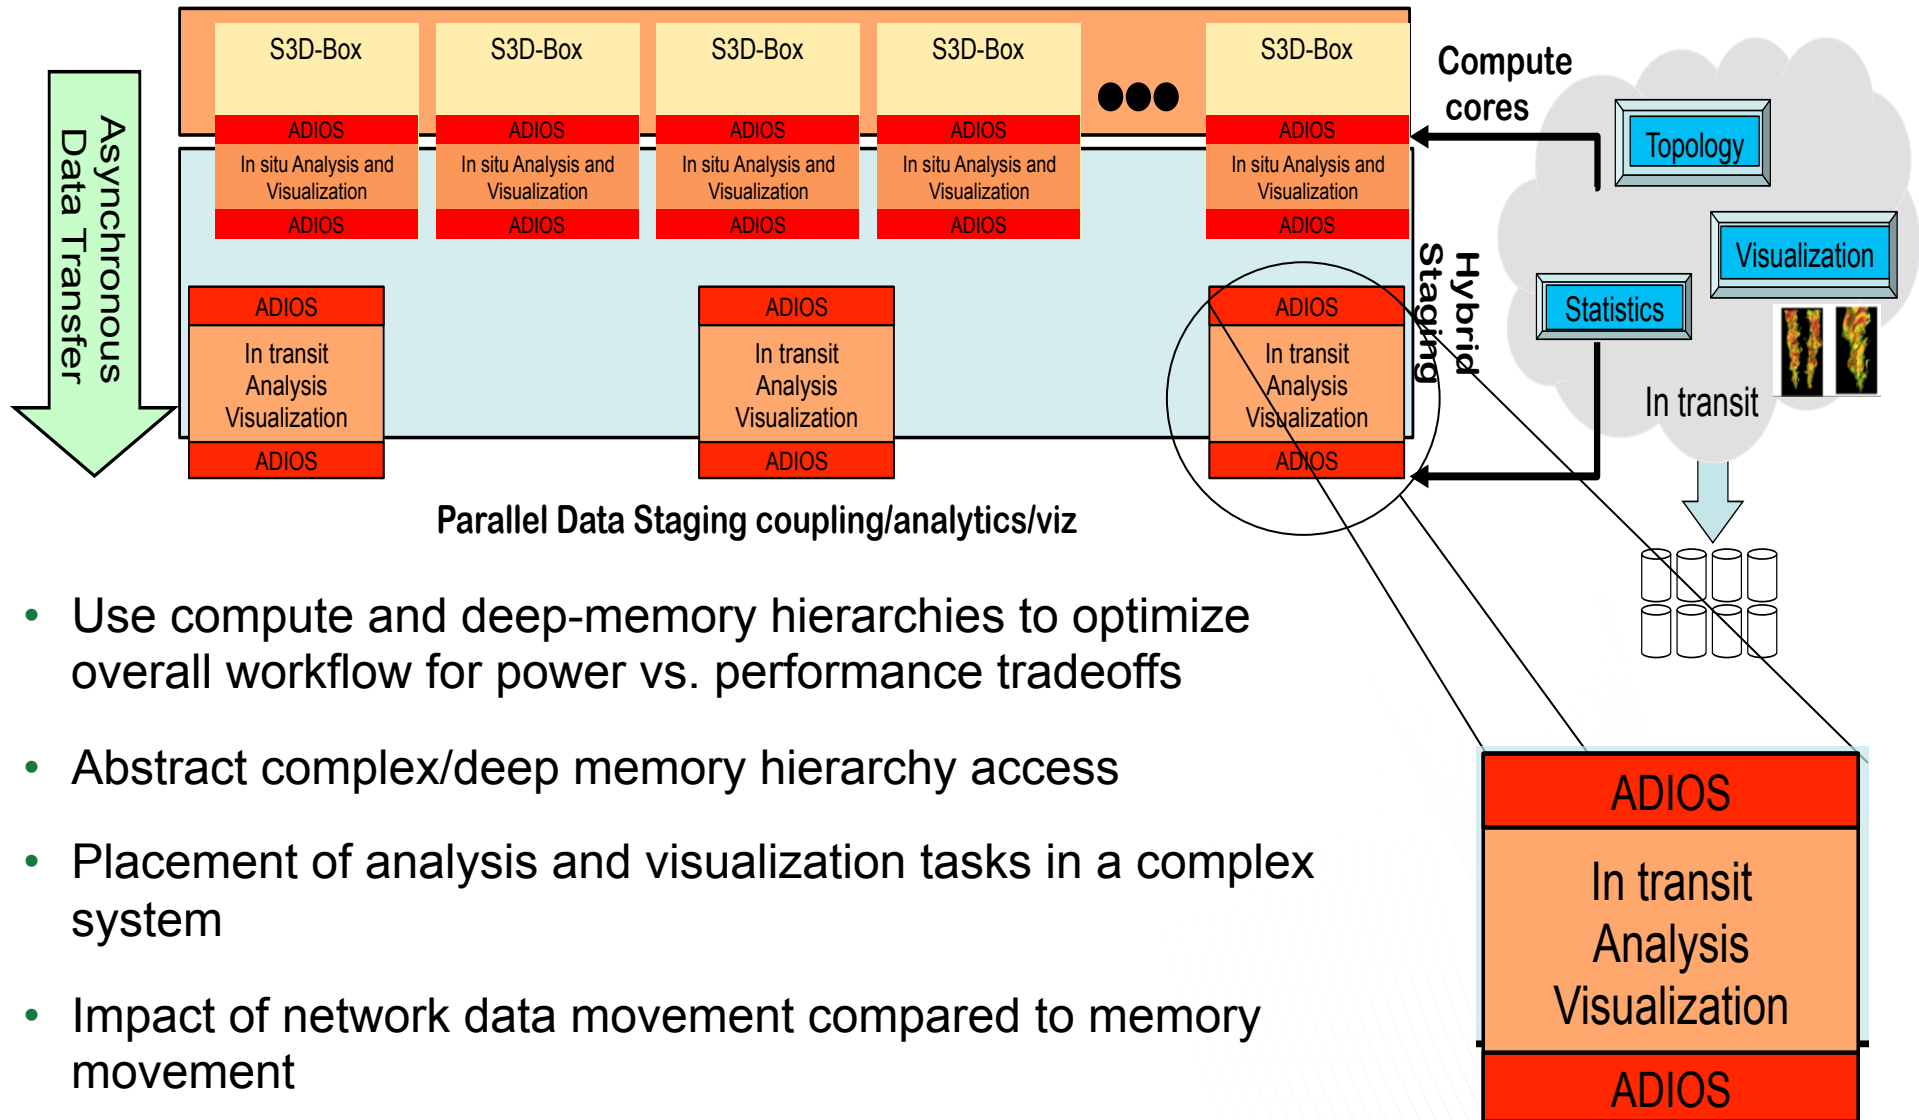 S3D-Box
S3D-Box
S3D-Box
S3D-Box
S3D-Box
ADIOS
ADIOS
ADIOS
ADIOS
ADIOS
In situ Analysis and
Visualization
In situ Analysis and
Visualization
In situ Analysis and
Visualization
In situ Analysis and
Visualization
In situ Analysis and
Visualization
ADIOS
ADIOS
ADIOS
ADIOS
ADIOS
Asynchronous
Data Transfer
Compute
cores
Hybrid
Staging
Topology
Visualization
Statistics
In transit
ADIOS
In transit
Analysis
Visualization
ADIOS
ADIOS
In transit
Analysis
Visualization
ADIOS
ADIOS
In transit
Analysis
Visualization
ADIOS
Parallel Data Staging coupling/analytics/viz
• Use compute and deep-memory hierarchies to optimize
overall workflow for power vs. performance tradeoffs
• Abstract complex/deep memory hierarchy access
• Placement of analysis and visualization tasks in a complex
system
• Impact of network data movement compared to memory
movement
ADIOS
In transit
Analysis
Visualization
ADIOS